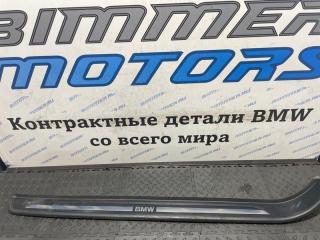 BIMMER
MOTORS
Контрактные детали BMW
со всего мира
BMW